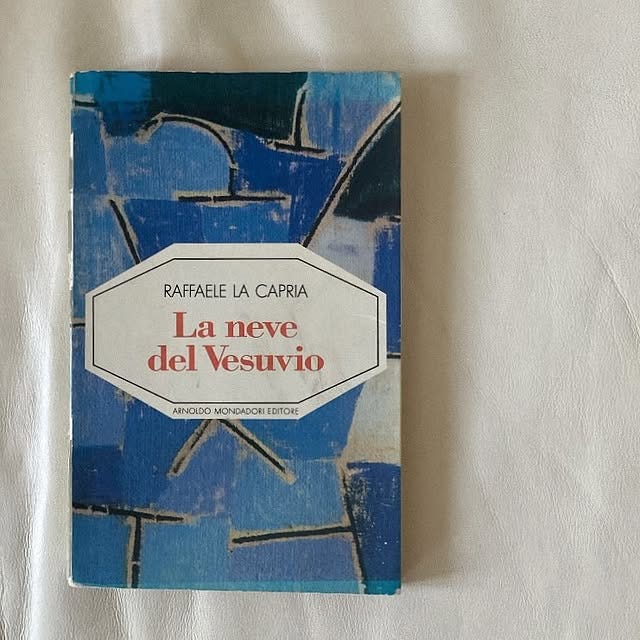 RAFFAELE LA CAPRIA
La neve
del Vesuvio
ARNOLDO MONDADORI EDITORE